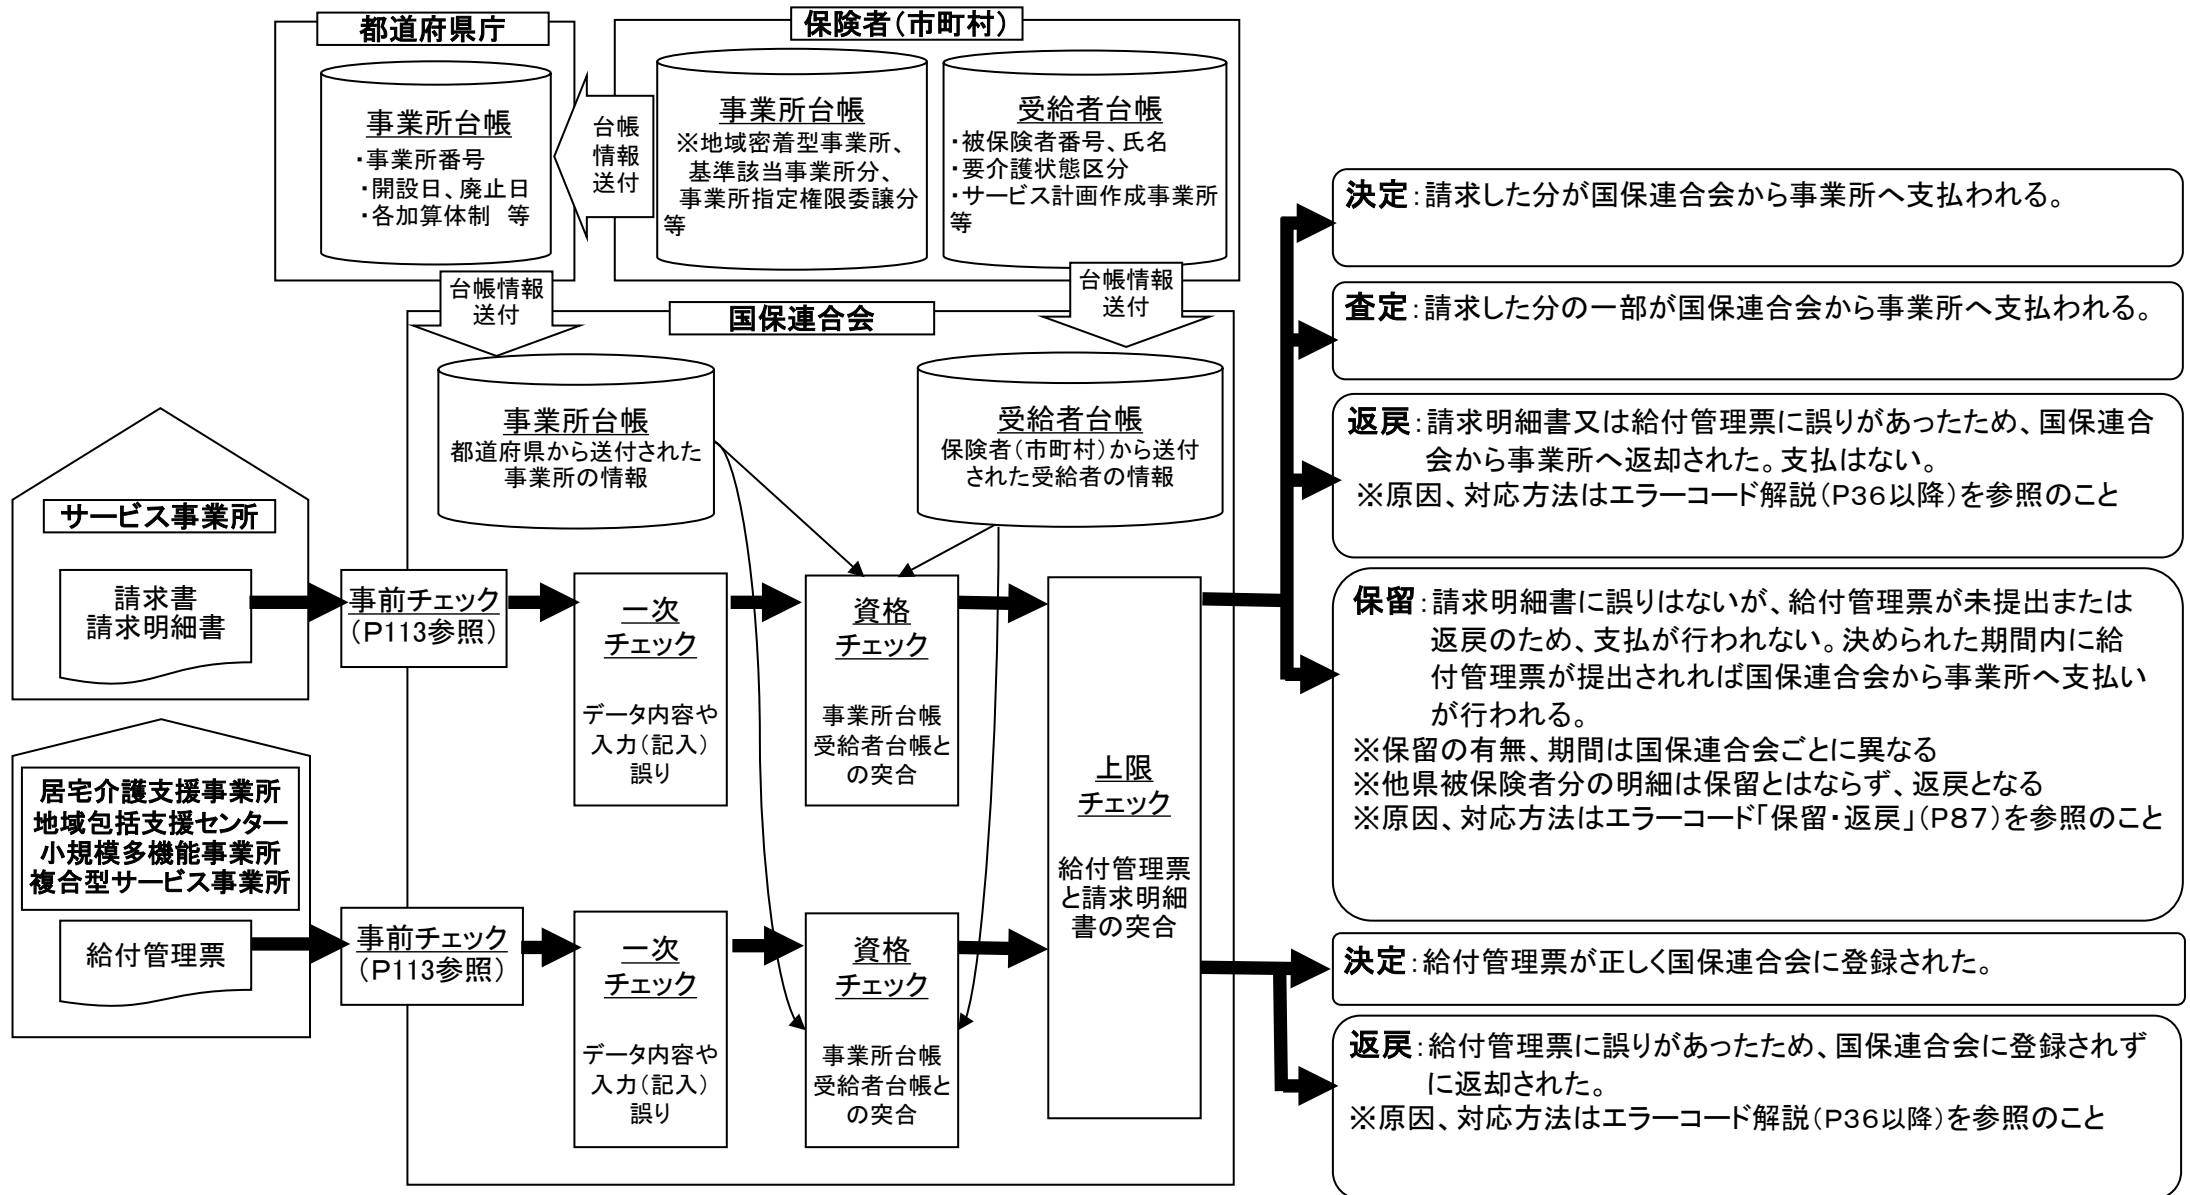 都道府県庁
事業所台帳
・事業所番号
・開設日、廃止日
・各加算体制　等
台帳
情報
送付
保険者(市町村)
事業所台帳
※地域密着型事業所、
基準該当事業所分、
事業所指定権限委譲分
等
受給者台帳
・被保険者番号、氏名
・要介護状態区分
・サービス計画作成事業所
等
台帳情報
送付
台帳情報
送付
国保連合会
事業所台帳
都道府県から送付された
事業所の情報
受給者台帳
保険者(市町村)から送付
された受給者の情報
サービス事業所
請求書
請求明細書
事前チェック
(P113参照)
一次
チェック
データ内容や
入力(記入)
誤り
資格
チェック
事業所台帳
受給者台帳と
の突合
居宅介護支援事業所
地域包括支援センター
小規模多機能事業所
複合型サービス事業所
給付管理票
事前チェック
(P113参照)
一次
チェック
データ内容や
入力(記入)
誤り
資格
チェック
事業所台帳
受給者台帳と
の突合
上限
チェック
給付管理票
と請求明細
書の突合
決定:請求した分が国保連合会から事業所へ支払われる。
査定:請求した分の一部が国保連合会から事業所へ支払われる。
返戻:請求明細書又は給付管理票に誤りがあったため、国保連合
会から事業所へ返却された。支払はない。
※原因、対応方法はエラーコード解説(P36以降)を参照のこと
保留:請求明細書に誤りはないが、給付管理票が未提出または
返戻のため、支払が行われない。決められた期間内に給
付管理票が提出されれば国保連合会から事業所へ支払い
が行われる。
※保留の有無、期間は国保連合会ごとに異なる
※他県被保険者分の明細は保留とはならず、返戻となる
※原因、対応方法はエラーコード「保留・返戻」(P87)を参照のこと
決定:給付管理票が正しく国保連合会に登録された。
返戻:給付管理票に誤りがあったため、国保連合会に登録されず
に返却された。
※原因、対応方法はエラーコード解説(P36以降)を参照のこと